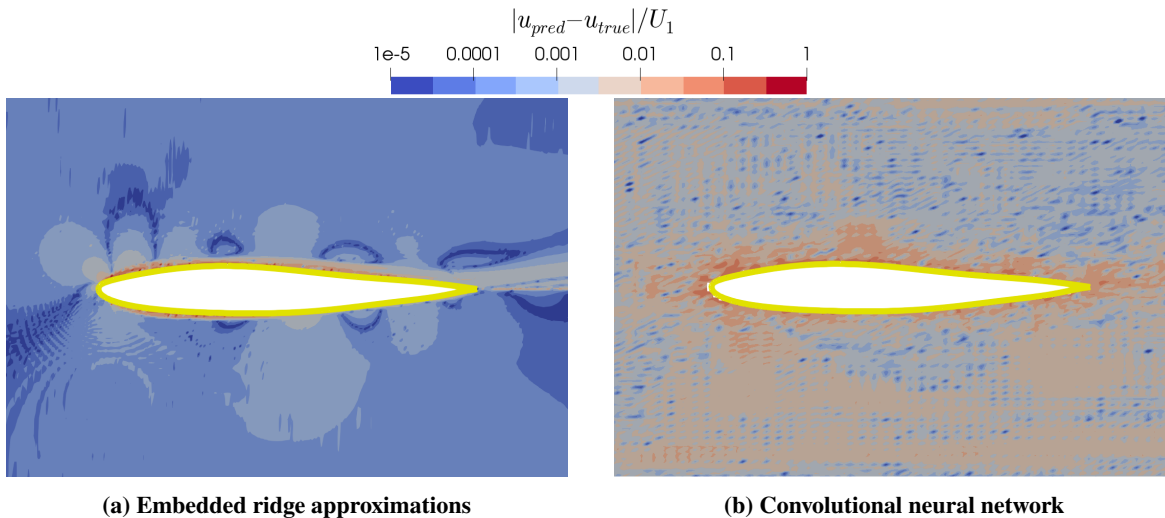 |u_pred−u_true|/U_1
1e-5 0.0001 0.001 0.01 0.1 1
(a) Embedded ridge approximations
(b) Convolutional neural network